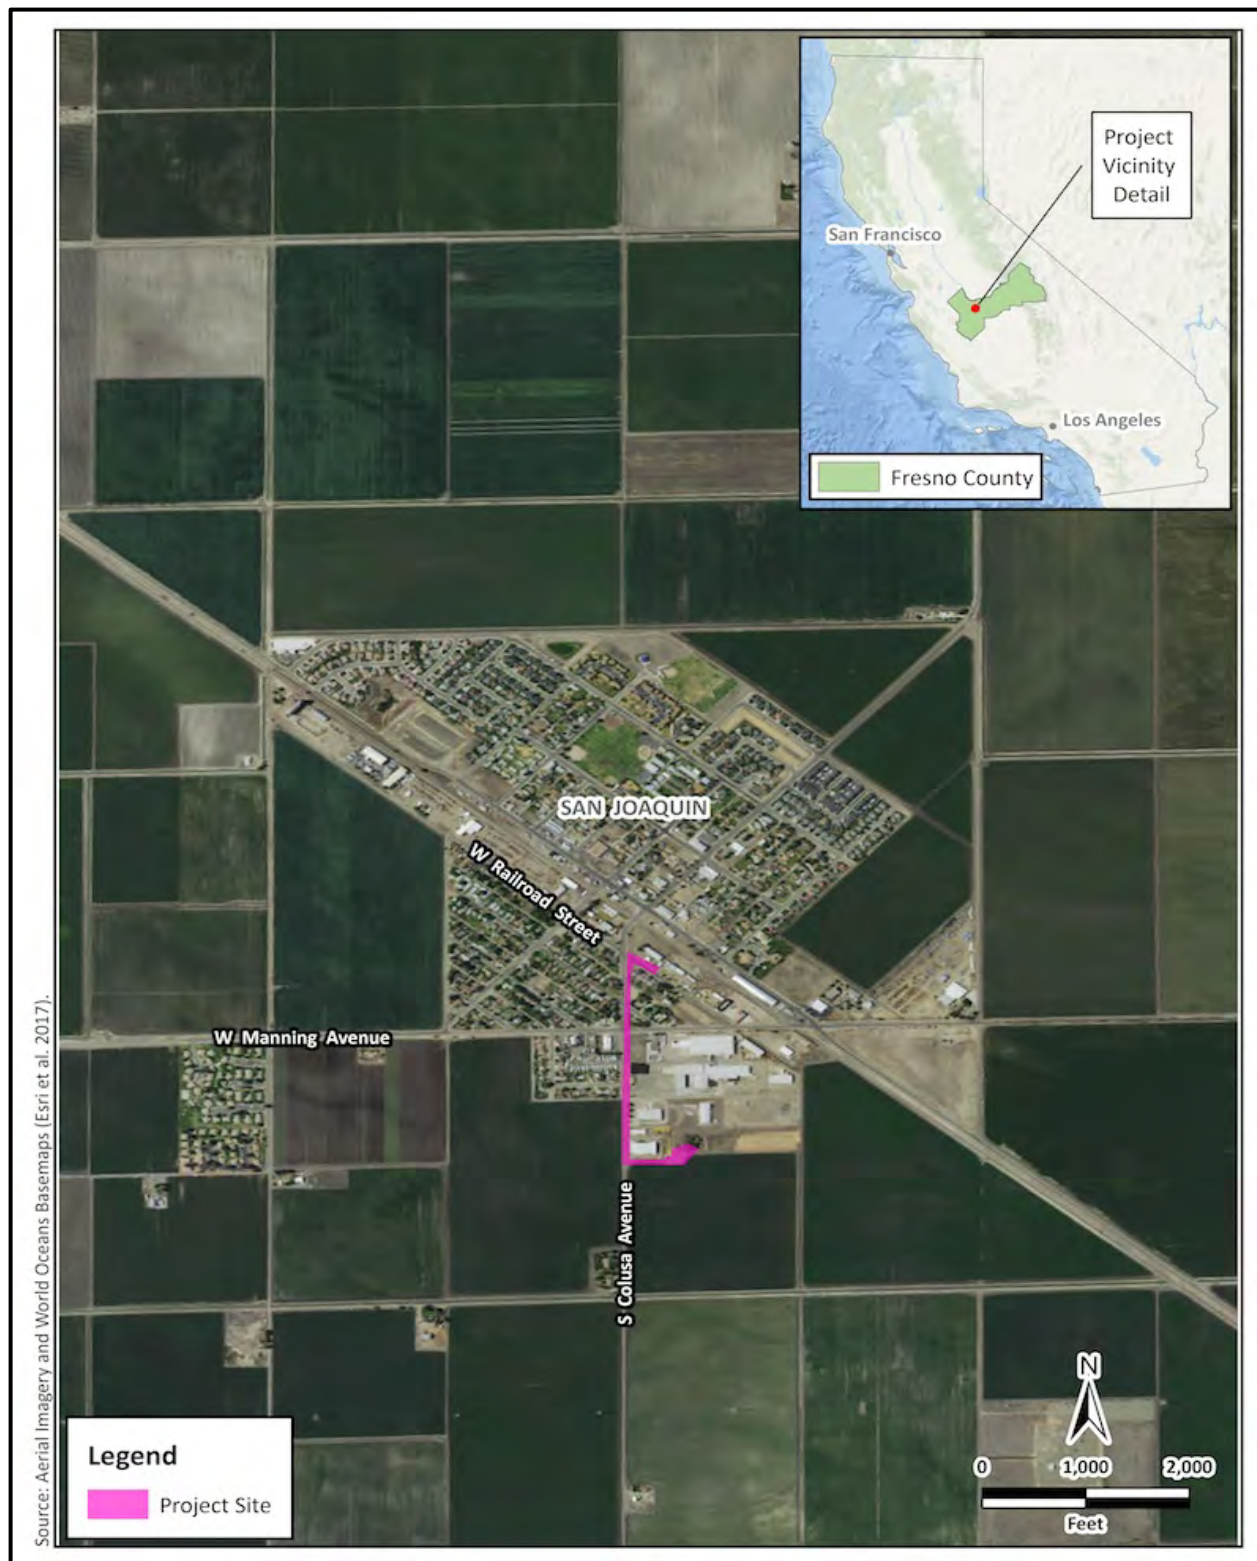 Project
Vicinity
Detail
San Francisco
Los Angeles
Fresno County
SAN JOAQUIN
W Railroad Street
W Manning Avenue
S Colusa Avenue
Source: Aerial Imagery and World Oceans Basemaps (Esri et al. 2017).
Legend
Project Site
N
0 1,000 2,000
Feet